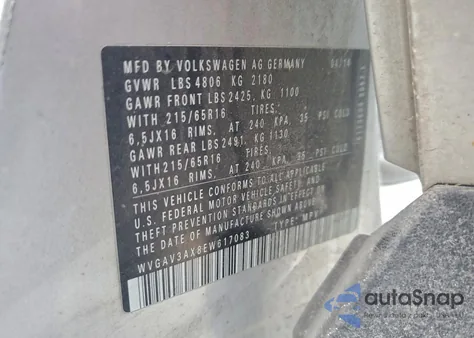 MFD BY VOLKSWAGEN AG GERMANY
GVWR LBS 4806 KG 2180
GAWR FRONT LBS 2425, KG 1100
WITH 215/65R16 TIRES,
6,5JX16 RIMS, AT 240 KPA, 35 PSI COLD
GAWR REAR LBS 2491, KG 1130
WITH 215/65R16 TIRES,
6,5JX16 RIMS, AT 240 KPA, 35 PSI COLD
THIS VEHICLE CONFORMS TO ALL APPLICABLE
U.S. FEDERAL MOTOR VEHICLE SAFETY, AND
THEFT PREVENTION STANDARDS IN EFFECT
ON THE DATE OF MANUFACTURE SHOWN ABOVE.
WVGAV3AX8EW617083 TYPE: MPV
autoSnap